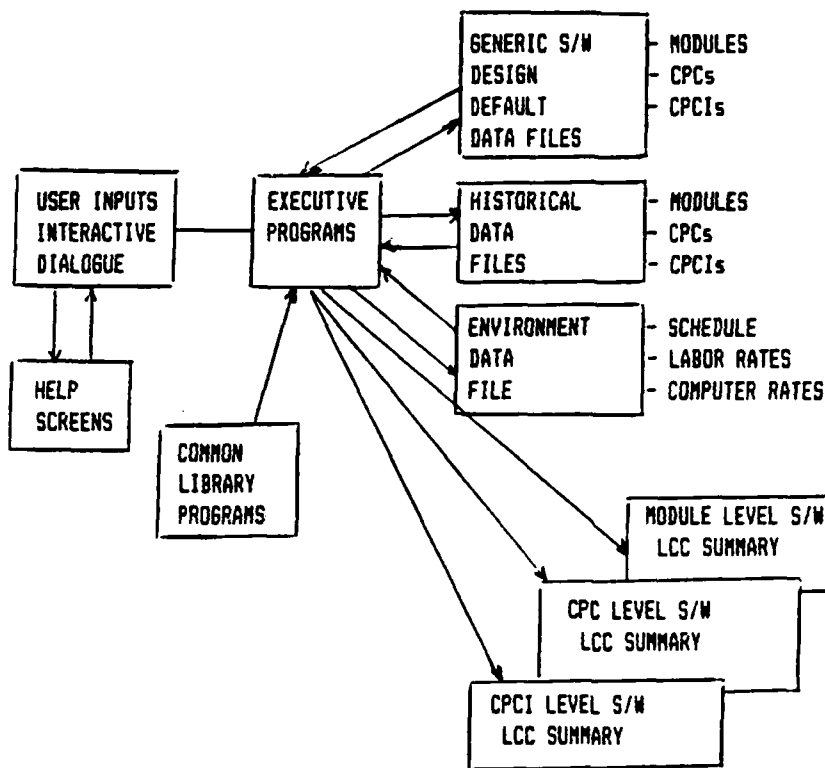 GENERIC S/W - MODULES
DESIGN - CPCs
DEFAULT - CPCIs
DATA FILES
USER INPUTS
INTERACTIVE
DIALOGUE
EXECUTIVE
PROGRAMS
HISTORICAL - MODULES
DATA - CPCs
FILES - CPCIs
ENVIRONMENT - SCHEDULE
DATA - LABOR RATES
FILE - COMPUTER RATES
HELP
SCREENS
COMMON
LIBRARY
PROGRAMS
MODULE LEVEL S/W
LCC SUMMARY
CPC LEVEL S/W
LCC SUMMARY
CPCI LEVEL S/W
LCC SUMMARY